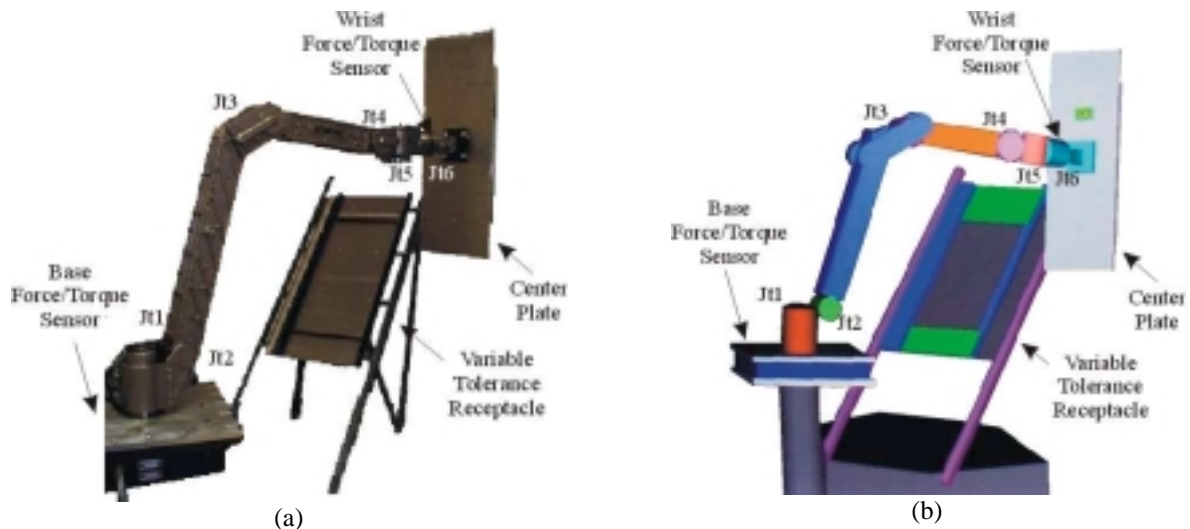 Wrist
Force/Torque
Sensor
Jt3
Jt4
Jt5
Jt6
Base
Force/Torque
Sensor
Jt1
Jt2
Center
Plate
Variable
Tolerance
Receptacle
(a)
Wrist
Force/Torque
Sensor
Jt3
Jt4
Jt5
Jt6
Base
Force/Torque
Sensor
Jt1
Jt2
Center
Plate
Variable
Tolerance
Receptacle
(b)